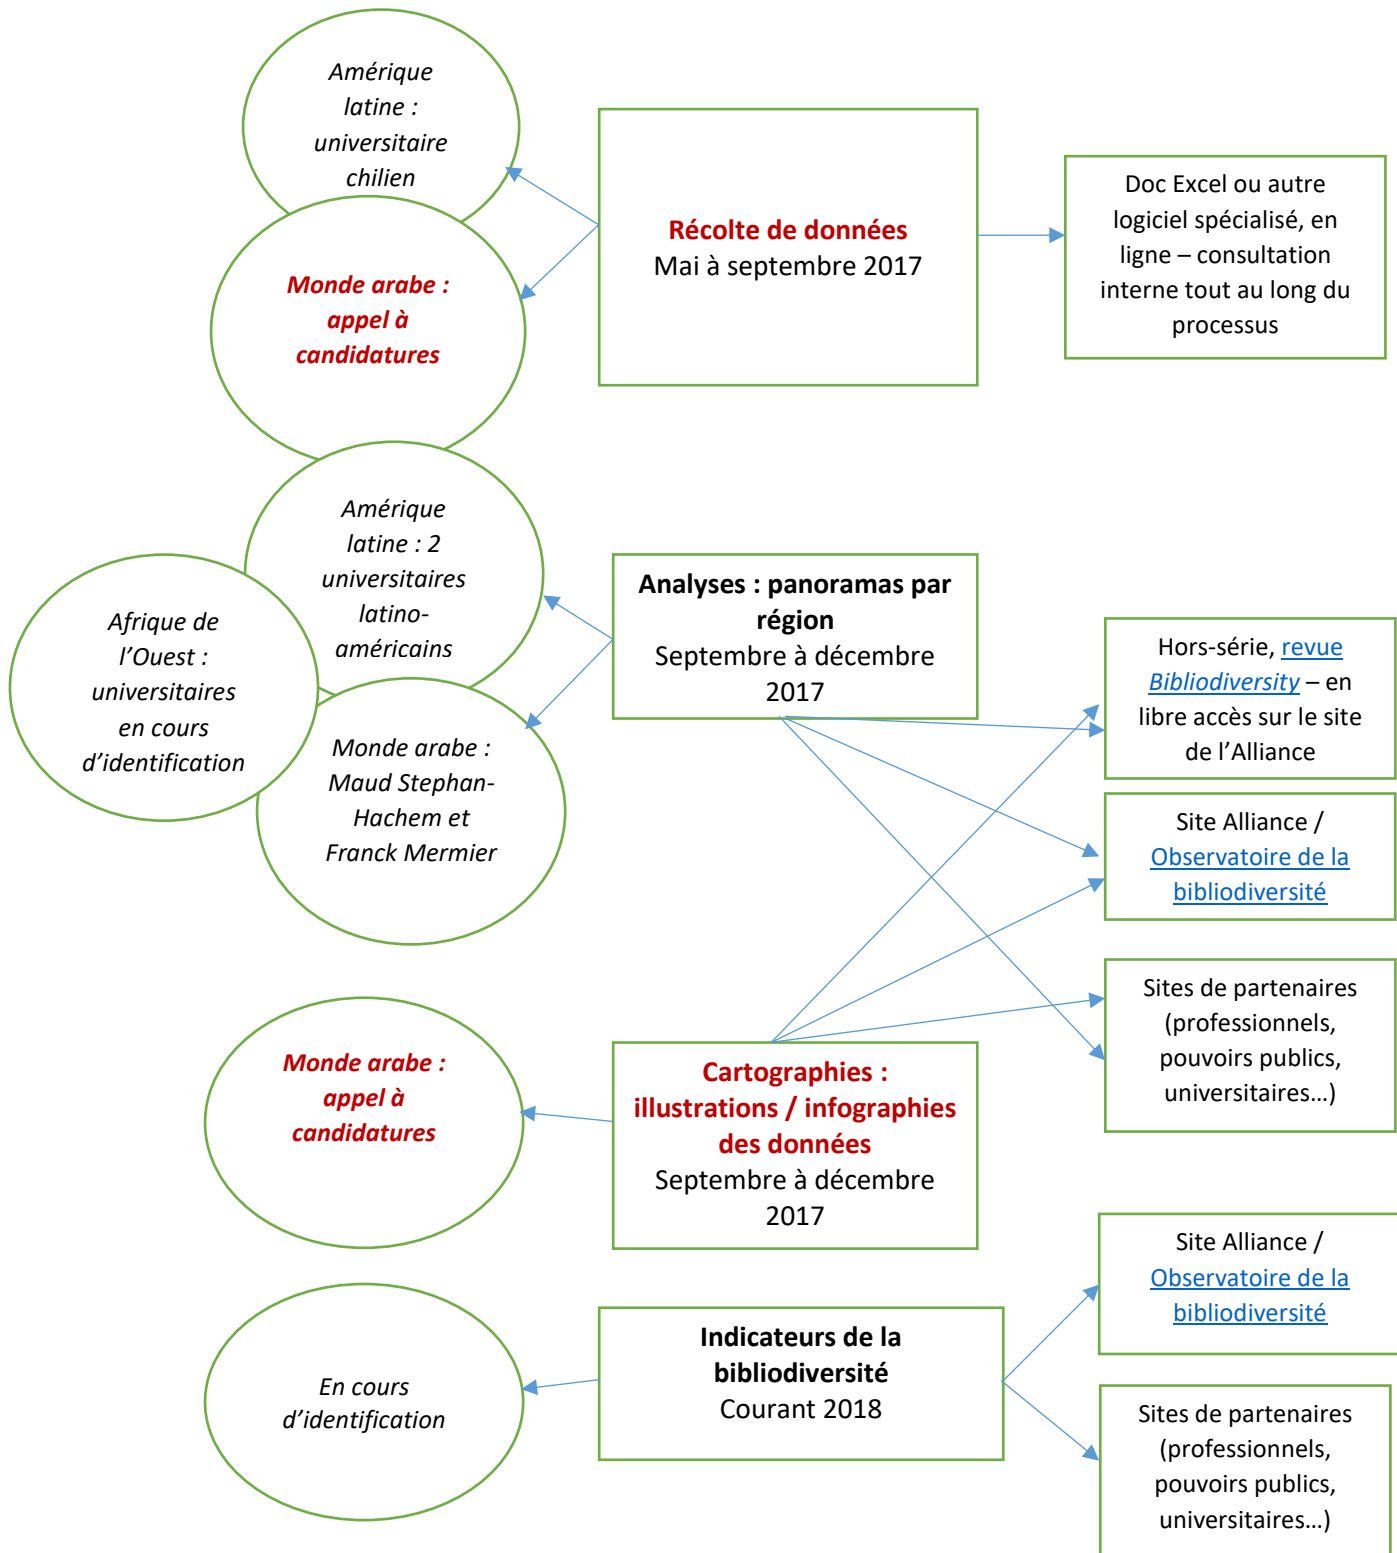 Amérique
latine :
universitaire
chilien
Monde arabe :
appel à
candidatures
Récolte de données
Mai à septembre 2017
Doc Excel ou autre
logiciel spécialisé, en
ligne – consultation
interne tout au long du
processus
Amérique
latine : 2
universitaires
latino-
américains
Afrique de
l’Ouest :
universitaires
en cours
d’identification
Monde arabe :
Maud Stephan-
Hachem et
Franck Mermier
Analyses : panoramas par
région
Septembre à décembre
2017
Hors-série, revue
Bibliodiversity – en
libre accès sur le site
de l’Alliance
Site Alliance /
Observatoire de la
bibliodiversité
Sites de partenaires
(professionnels,
pouvoirs publics,
universitaires…)
Monde arabe :
appel à
candidatures
Cartographies :
illustrations / infographies
des données
Septembre à décembre
2017
En cours
d’identification
Indicateurs de la
bibliodiversité
Courant 2018
Site Alliance /
Observatoire de la
bibliodiversité
Sites de partenaires
(professionnels,
pouvoirs publics,
universitaires…)